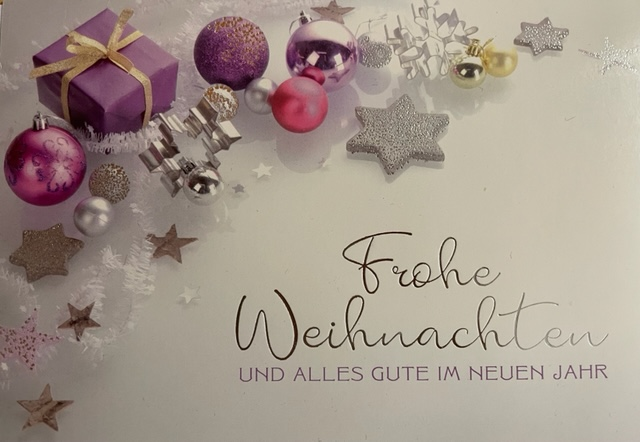 Frohe
Weihnachten
UND ALLES GUTE IM NEUEN JAHR